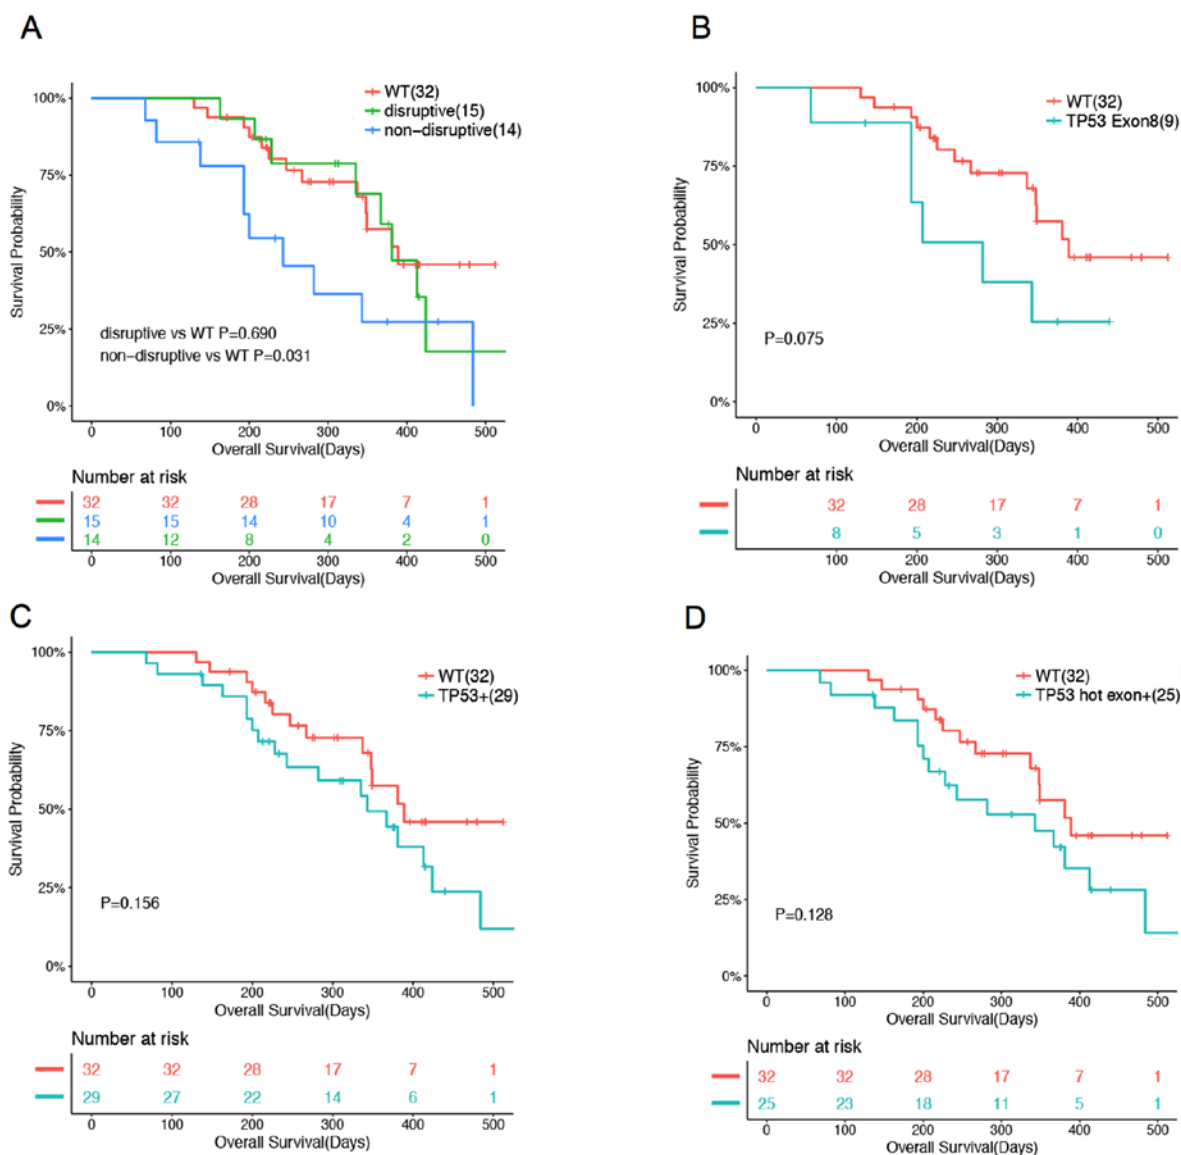 A
WT(32)
disruptive(15)
non-disruptive(14)
100%
75%
50%
25%
0%
Survival Probability
disruptive vs WT P=0.690
non-disruptive vs WT P=0.031
0 100 200 300 400 500
Overall Survival(Days)
Number at risk
32 32 28 17 7 1
15 15 14 10 4 1
14 12 8 4 2 0
0 100 200 300 400 500
Overall Survival(Days)
B
WT(32)
TP53 Exon8(9)
100%
75%
50%
25%
0%
Survival Probability
P=0.075
0 100 200 300 400 500
Overall Survival(Days)
Number at risk
32 28 17 7 1
8 5 3 1 0
100 200 300 400 500
Overall Survival(Days)
C
WT(32)
TP53+(29)
100%
75%
50%
25%
0%
Survival Probability
P=0.156
0 100 200 300 400 500
Overall Survival(Days)
Number at risk
32 32 28 17 7 1
29 27 22 14 6 1
0 100 200 300 400 500
Overall Survival(Days)
D
WT(32)
TP53 hot exon+(25)
100%
75%
50%
25%
0%
Survival Probability
P=0.128
0 100 200 300 400 500
Overall Survival(Days)
Number at risk
32 32 28 17 7 1
25 23 18 11 5 1
0 100 200 300 400 500
Overall Survival(Days)